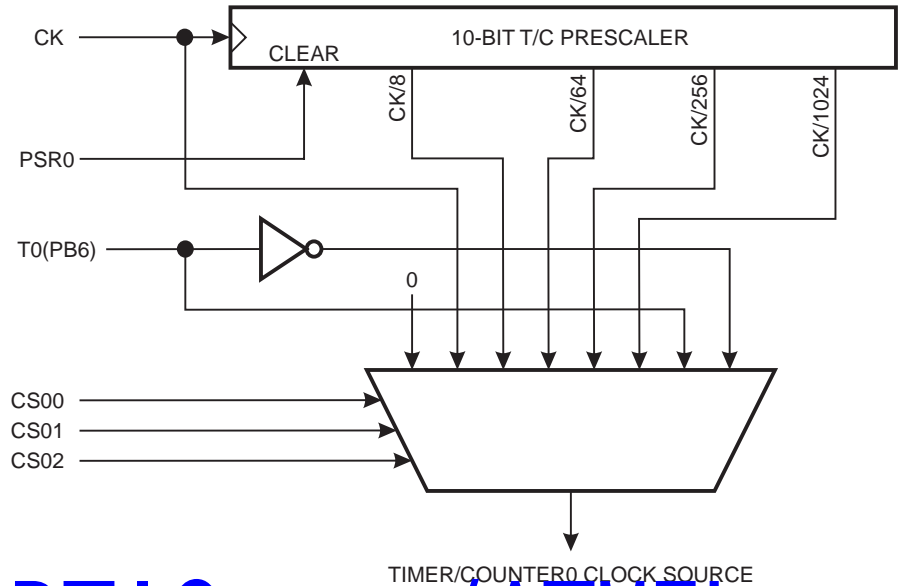 CK
10-BIT T/C PRESCALER
CLEAR
CK/8
CK/64
CK/256
CK/1024
PSR0
T0(PB6)
0
CS00
CS01
CS02
TIMER/COUNTER0 CLOCK SOURCE